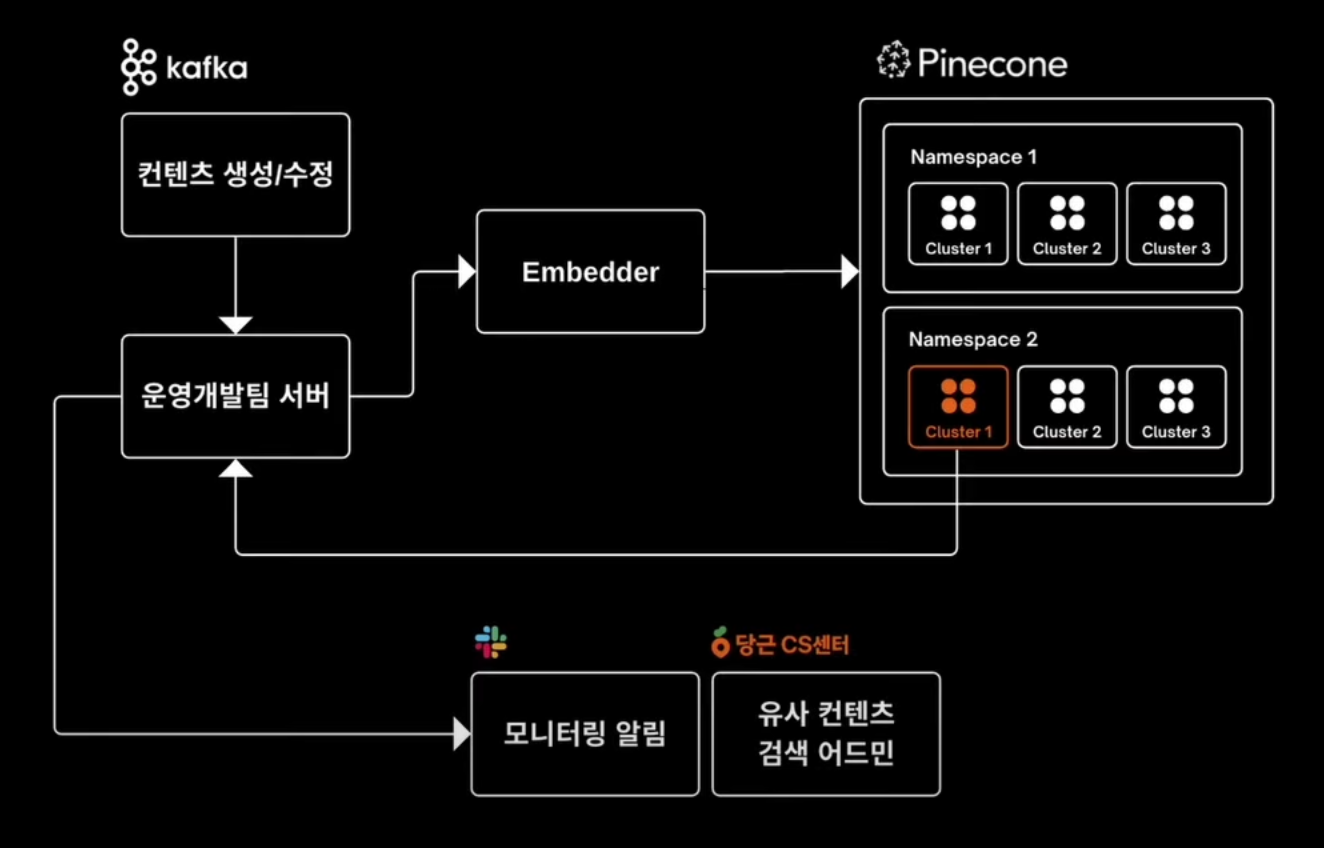 kafka
컨텐츠 생성/수정
운영개발팀 서버
Embedder
Pinecone
Namespace 1
Cluster 1
Cluster 2
Cluster 3
Namespace 2
Cluster 1
Cluster 2
Cluster 3
모니터링 알림
당근 CS센터
유사 컨텐츠
검색 어드민